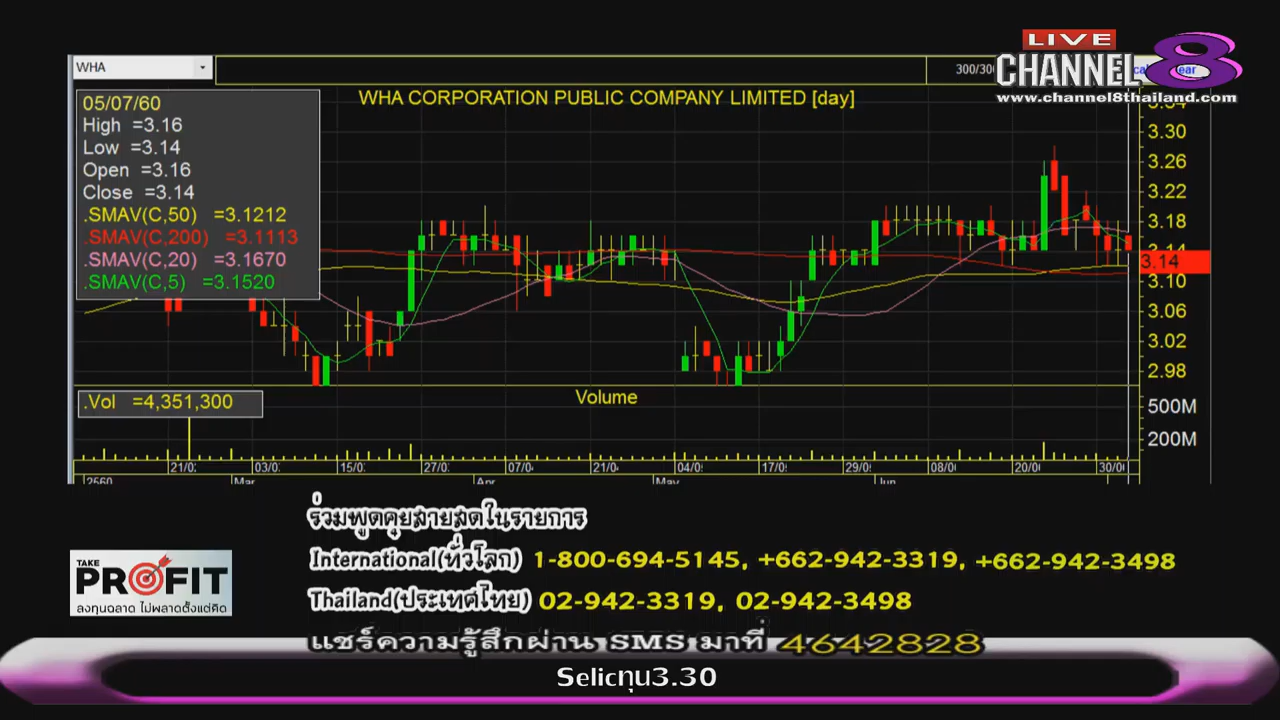 LIVE
CHANNEL 8
www.channel8thailand.com
WHA
300/300
WHA CORPORATION PUBLIC COMPANY LIMITED [day]
05/07/60
High =3.16
Low =3.14
Open =3.16
Close =3.14
.SMAV(C,50) =3.1212
.SMAV(C,200) =3.1113
.SMAV(C,20) =3.1670
.SMAV(C,5) =3.1520
3.34
3.30
3.26
3.22
3.18
3.14
3.14
3.10
3.06
3.02
2.98
.Vol =4,351,300
Volume
500M
200M
21/02 03/0 15/0 27/0 07/0 21/0 04/0 17/0 29/0 08/0 20/0 30/0
2560 Mar Apr May Jun
ร่วมพูดคุยสายสดในรายการ
International(ทั่วโลก) 1-800-694-5145, +662-942-3319, +662-942-3498
Thailand(ประเทศไทย) 02-942-3319, 02-942-3498
แชร์ความรู้สึกผ่าน SMS มาที่ 4642828
TAKE
PROFIT
ลงทุนฉลาด ไม่พลาดตั้งแต่คิด
Selicทุน3.30